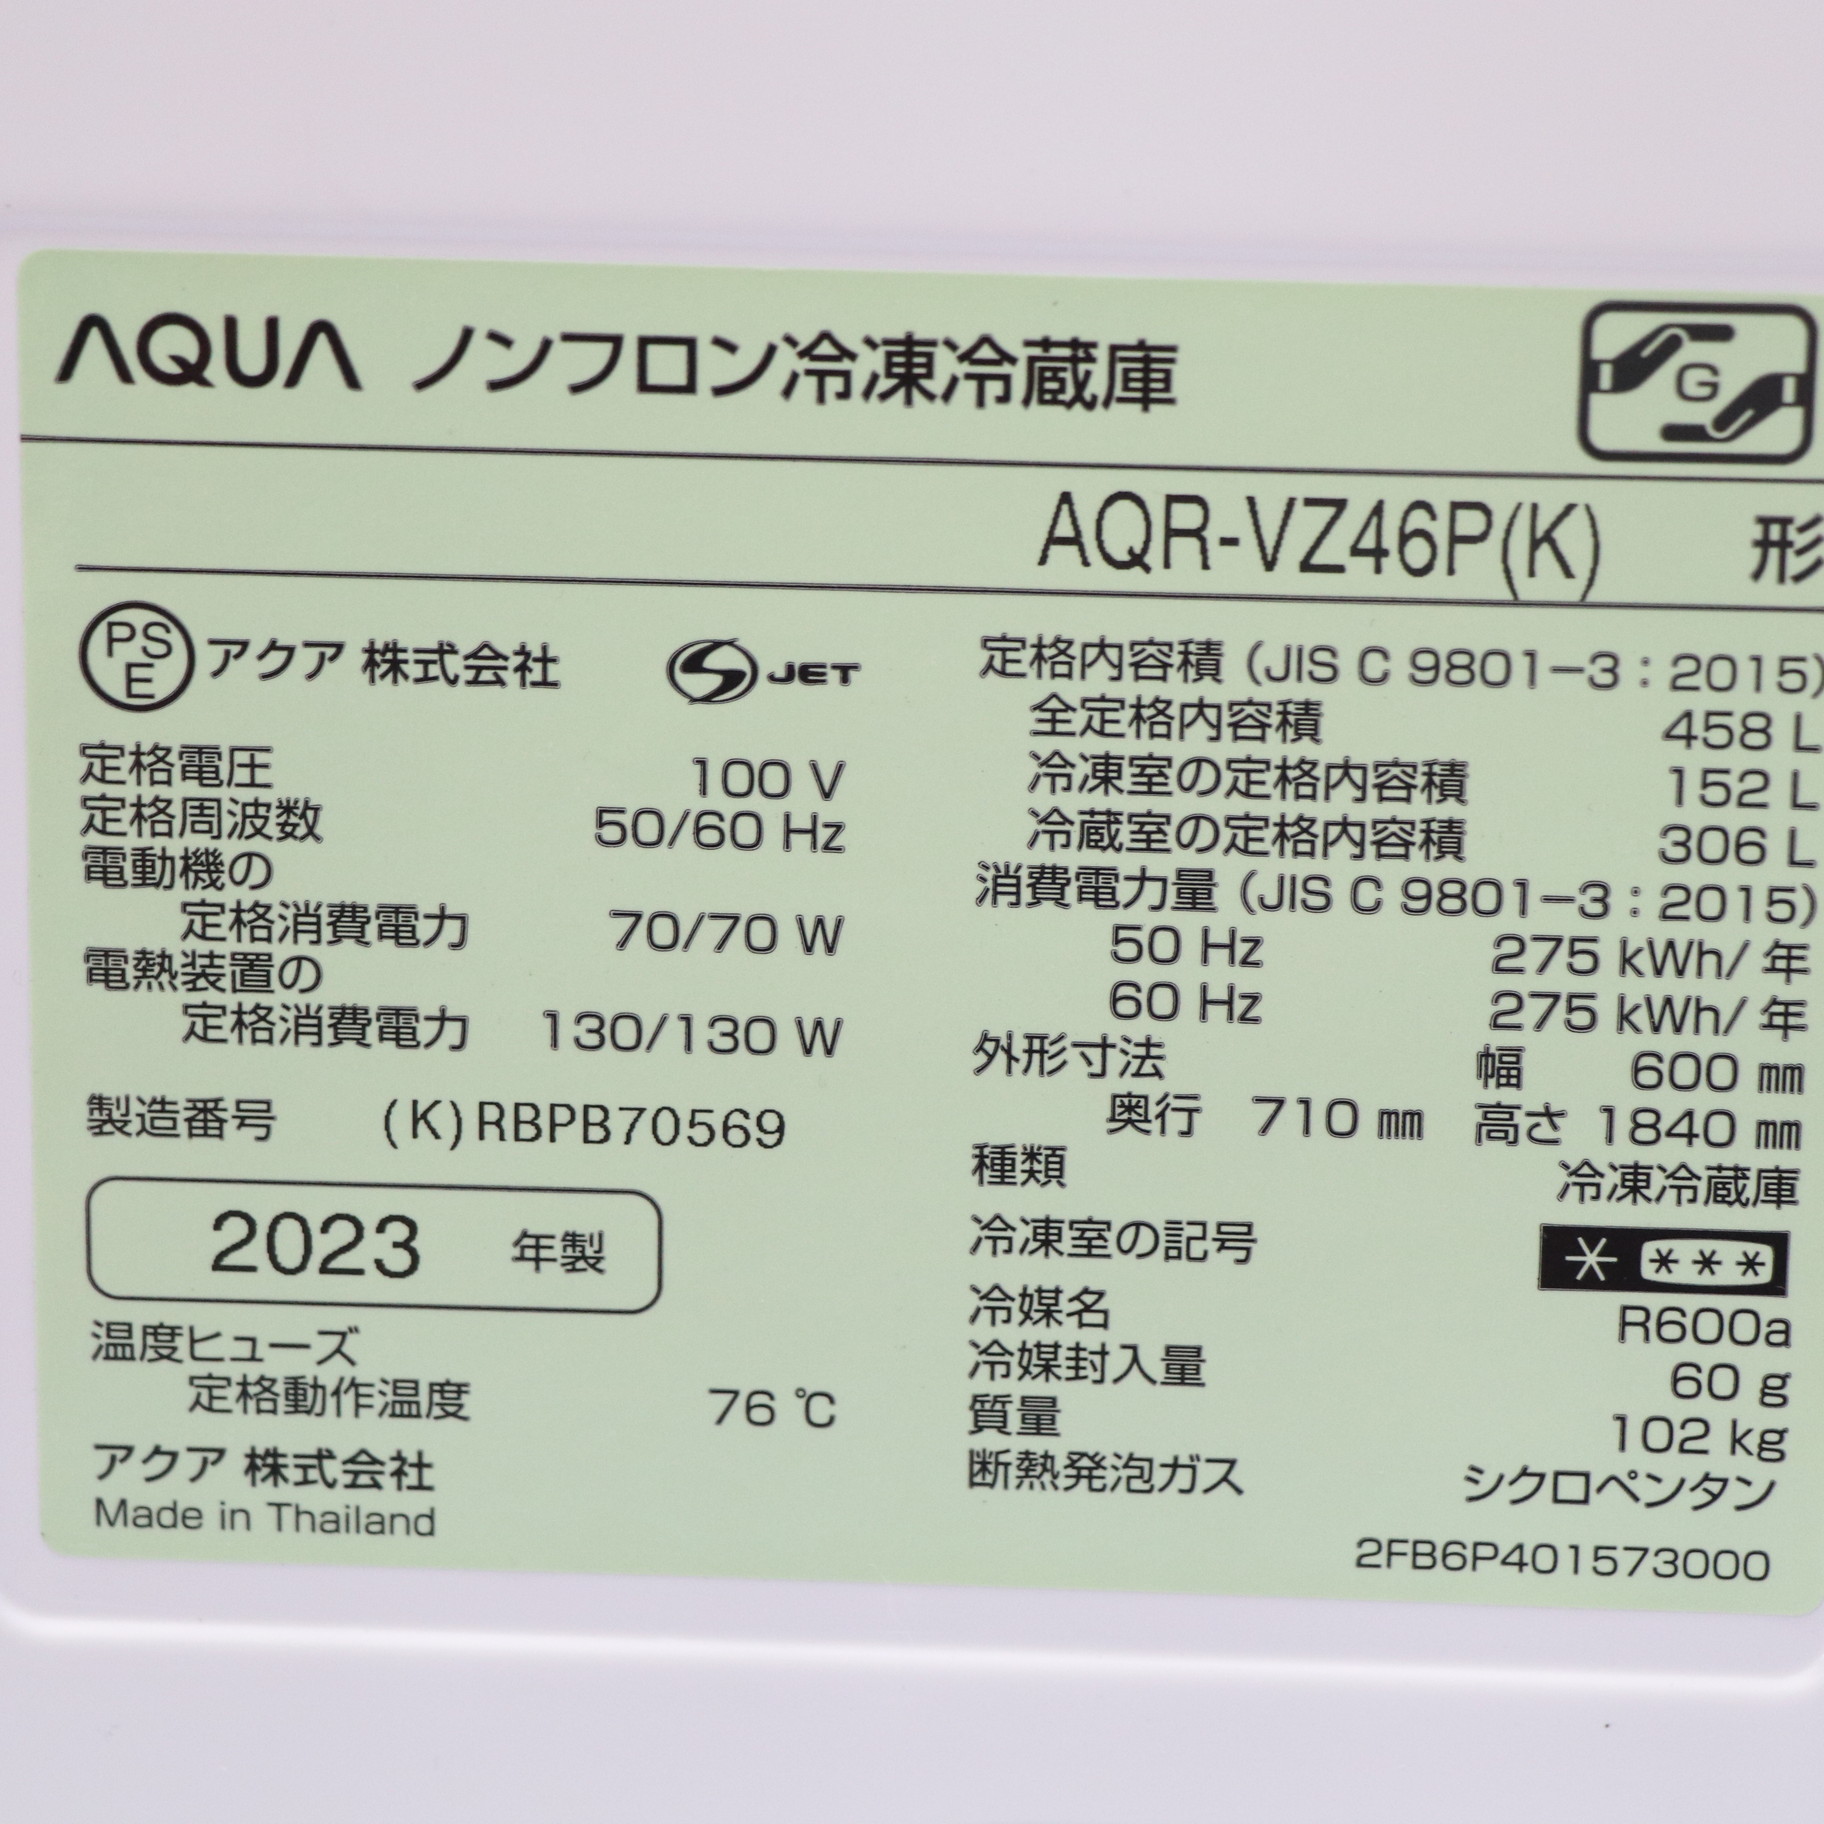 AQUA ノンフロン冷凍冷蔵庫
G
AQR-VZ46P(K) 形
PS
E
アクア 株式会社
S JET
定格電圧 100 V
定格周波数 50/60 Hz
電動機の
定格消費電力 70/70 W
電熱装置の
定格消費電力 130/130 W
製造番号 (K)RBPB70569
2023 年製
温度ヒューズ
定格動作温度 76 ℃
アクア 株式会社
Made in Thailand
定格内容積 (JIS C 9801-3 : 2015)
全定格内容積 458 L
冷凍室の定格内容積 152 L
冷蔵室の定格内容積 306 L
消費電力量 (JIS C 9801-3 : 2015)
50 Hz 275 kWh/年
60 Hz 275 kWh/年
外形寸法 幅 600 ㎜
奥行 710 ㎜ 高さ 1840 ㎜
種類 冷凍冷蔵庫
冷凍室の記号 * ***
冷媒名 R600a
冷媒封入量 60 g
質量 102 kg
断熱発泡ガス シクロペンタン
2FB6P401573000